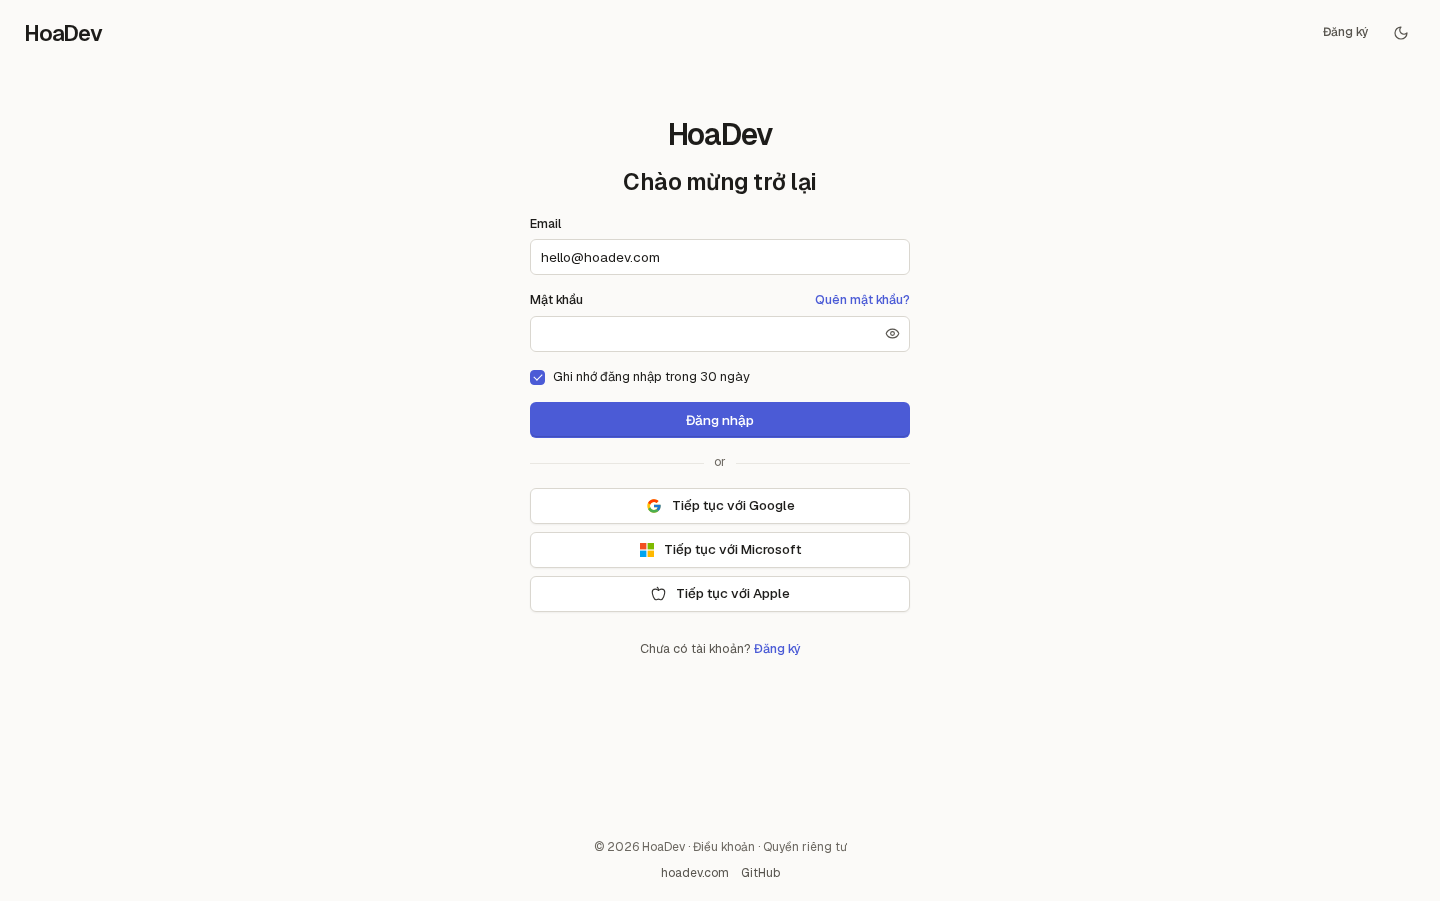 HoaDev
Đăng ký
HoaDev
Chào mừng trở lại
Email
hello@hoadev.com
Mật khẩu
Quên mật khẩu?
Ghi nhớ đăng nhập trong 30 ngày
Đăng nhập
or
Tiếp tục với Google
Tiếp tục với Microsoft
Tiếp tục với Apple
Chưa có tài khoản? Đăng ký
© 2026 HoaDev · Điều khoản · Quyền riêng tư
hoadev.com GitHub